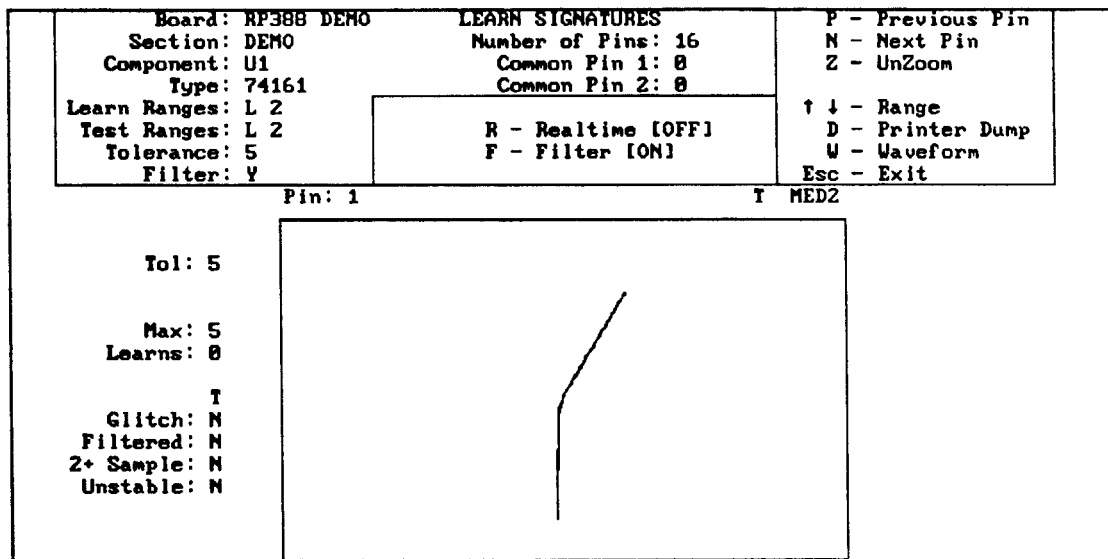 Board: RP388 DEMO LEARN SIGNATURES P - Previous Pin
Section: DEMO Number of Pins: 16 N - Next Pin
Component: U1 Common Pin 1: 0 Z - UnZoom
Type: 74161 Common Pin 2: 0
Learn Ranges: L 2 ↑ ↓ - Range
Test Ranges: L 2 R - Realtime [OFF] D - Printer Dump
Tolerance: 5 F - Filter [ON] W - Waveform
Filter: Y Esc - Exit
Pin: 1 T MED2
Tol: 5
Max: 5
Learns: 0
T
Glitch: N
Filtered: N
2+ Sample: N
Unstable: N